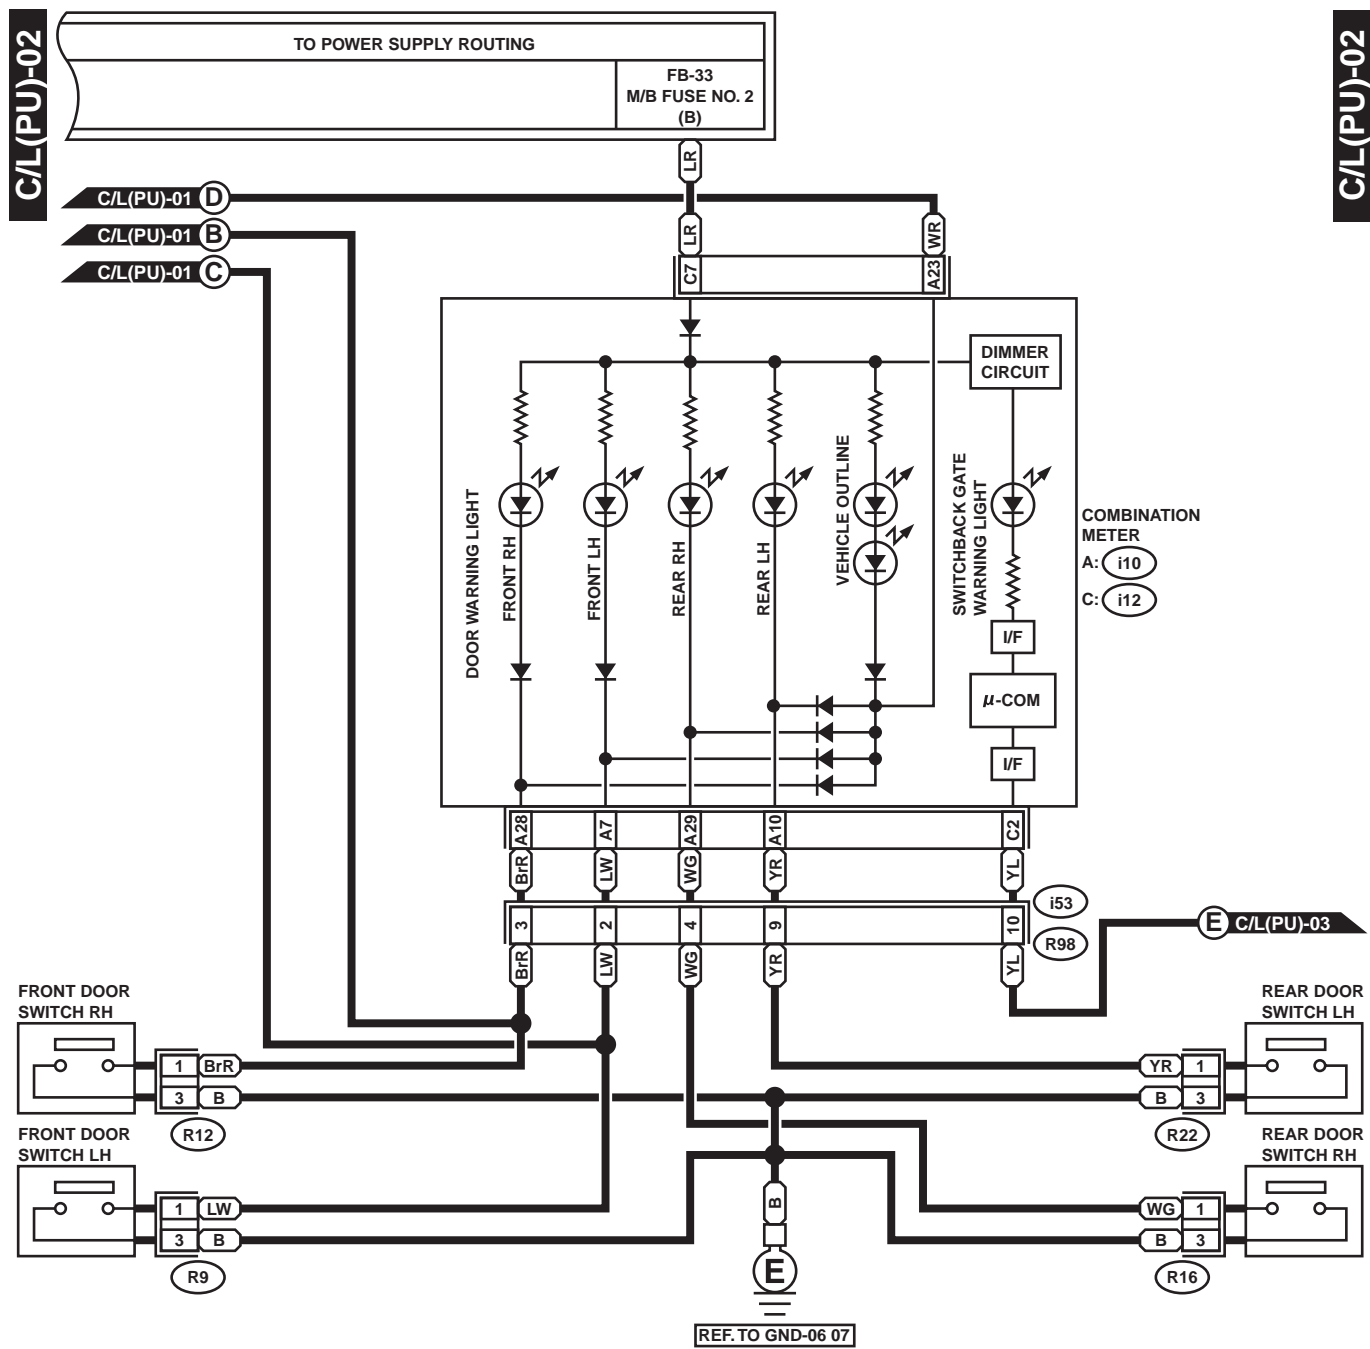 C/L(PU)-02
C/L(PU)-02
TO POWER SUPPLY ROUTING
FB-33
M/B FUSE NO. 2
(B)
LR
C/L(PU)-01 D
C/L(PU)-01 B
C/L(PU)-01 C
LR
WR
C7
A23
DIMMER
CIRCUIT
DOOR WARNING LIGHT
FRONT RH
FRONT LH
REAR RH
REAR LH
VEHICLE OUTLINE
SWITCHBACK GATE
WARNING LIGHT
COMBINATION
METER
A: i10
C: i12
I/F
μ-COM
I/F
A28
A7
A29
A10
C2
BrR
LW
WG
YR
YL
i53
3
2
4
9
10
R98
E C/L(PU)-03
BrR
LW
WG
YR
YL
FRONT DOOR
SWITCH RH
1 BrR
3 B
R12
FRONT DOOR
SWITCH LH
1 LW
3 B
R9
REAR DOOR
SWITCH LH
YR 1
B 3
R22
REAR DOOR
SWITCH RH
WG 1
B 3
R16
B
E
REF. TO GND-06 07